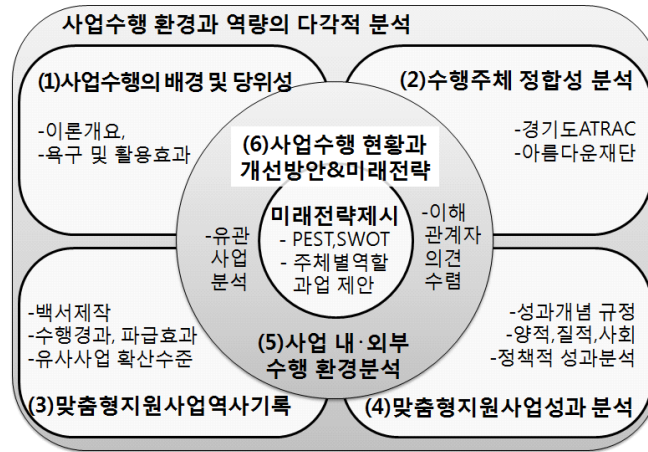 사업수행 환경과 역량의 다각적 분석
(1)사업수행의 배경 및 당위성
-이론개요,
-욕구 및 활용효과
(2)수행주체 정합성 분석
-경기도ATRAC
-아름다운재단
(6)사업수행 현황과
개선방안&미래전략
미래전략제시
- PEST,SWOT
- 주체별역할
과업 제안
-유관
사업
분석
-이해
관계자
의견
수렴
(5)사업 내·외부
수행 환경분석
-백서제작
-수행경과, 파급효과
-유사사업 확산수준
(3)맞춤형지원사업역사기록
-성과개념 규정
-양적,질적,사회
-정책적 성과분석
(4)맞춤형지원사업성과 분석